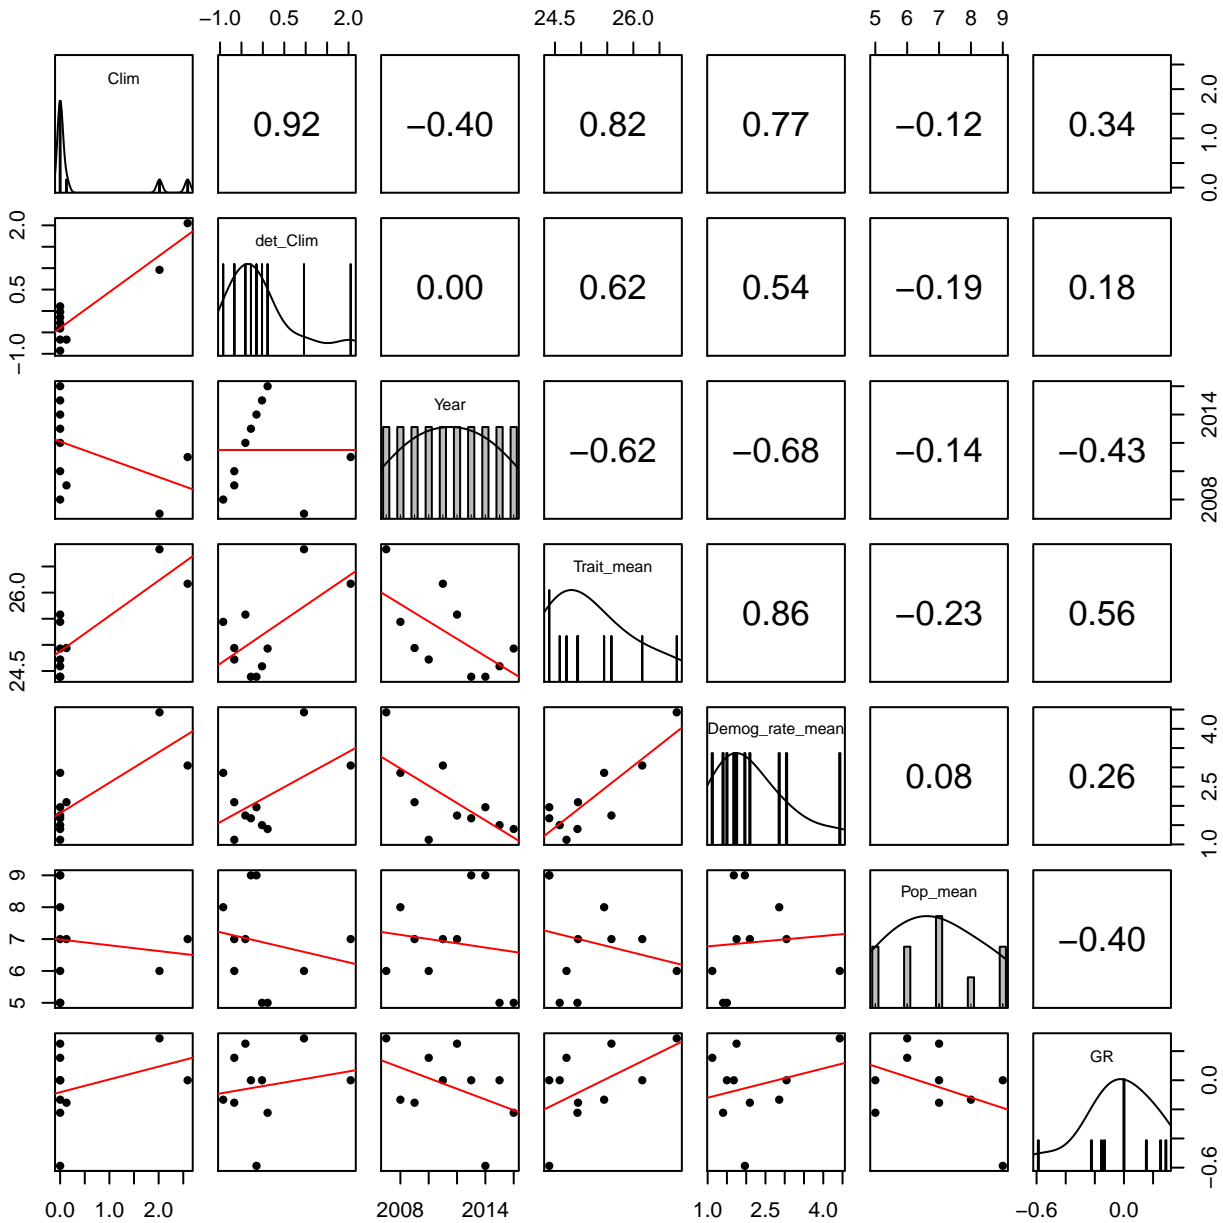 −1.0 0.5 2.0 24.5 26.0 5 6 7 8 9
Clim 0.92 −0.40 0.82 0.77 −0.12 0.34 0.0 1.0 2.0
−1.0 0.5 2.0 det_Clim 0.00 0.62 0.54 −0.19 0.18
Year −0.62 −0.68 −0.14 −0.43 2008 2014
24.5 26.0 Trait_mean 0.86 −0.23 0.56
Demog_rate_mean 0.08 0.26 1.0 2.5 4.0
5 6 7 8 9 Pop_mean −0.40
GR −0.6 0.0
0.0 1.0 2.0 2008 2014 1.0 2.5 4.0 −0.6 0.0